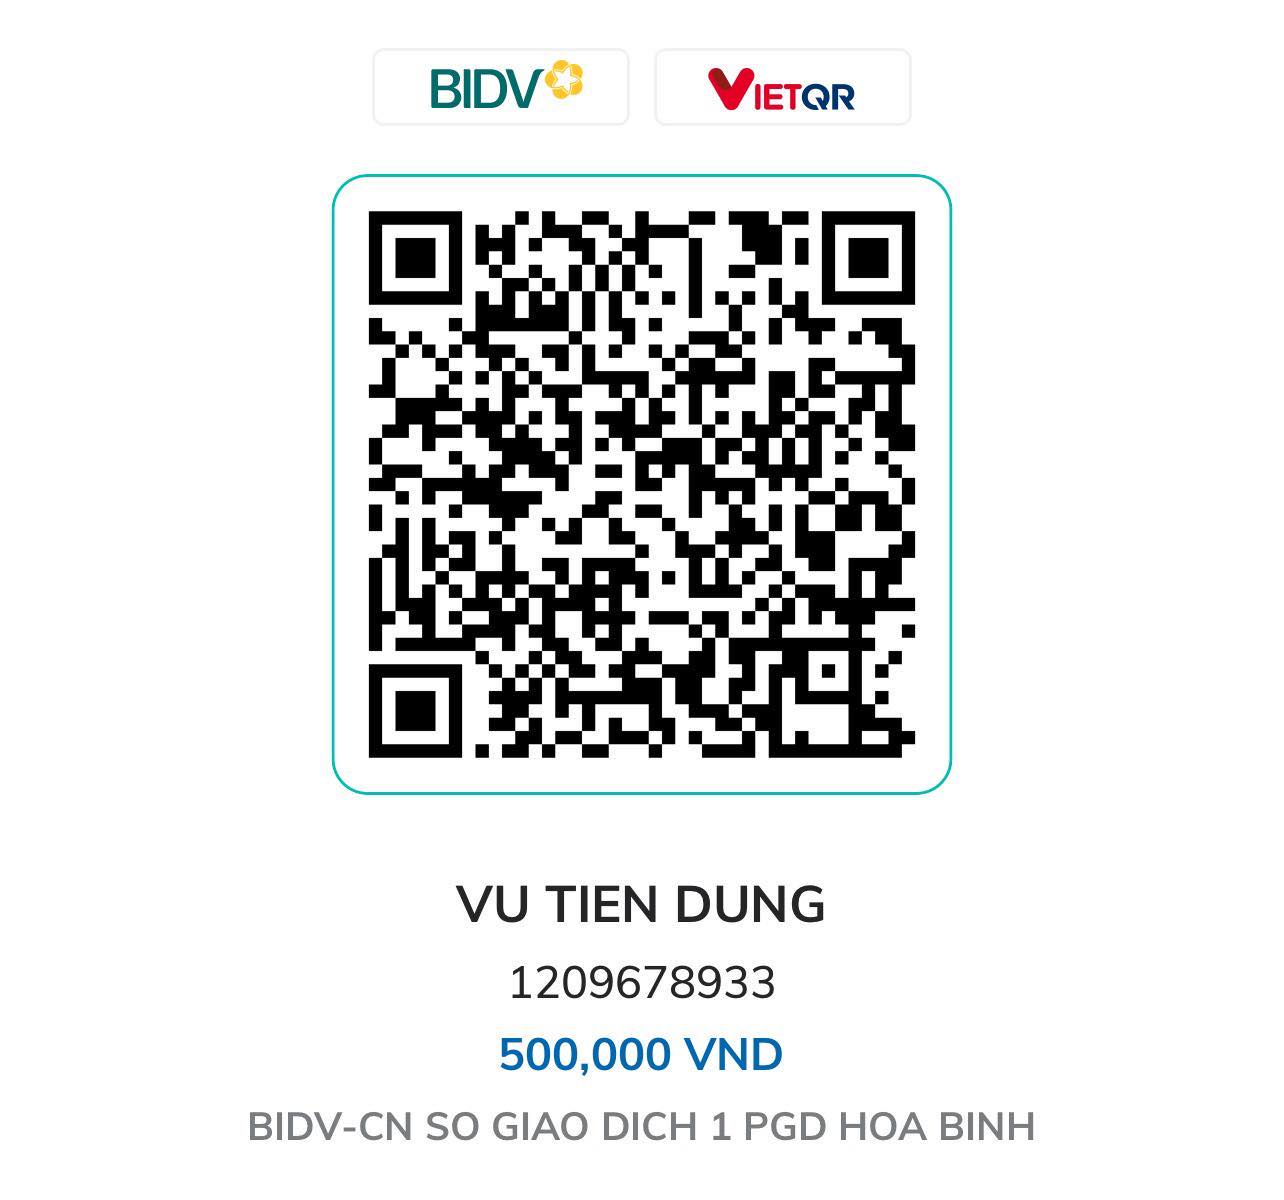 BIDV
VIETQR
VU TIEN DUNG
1209678933
500,000 VND
BIDV-CN SO GIAO DICH 1 PGD HOA BINH